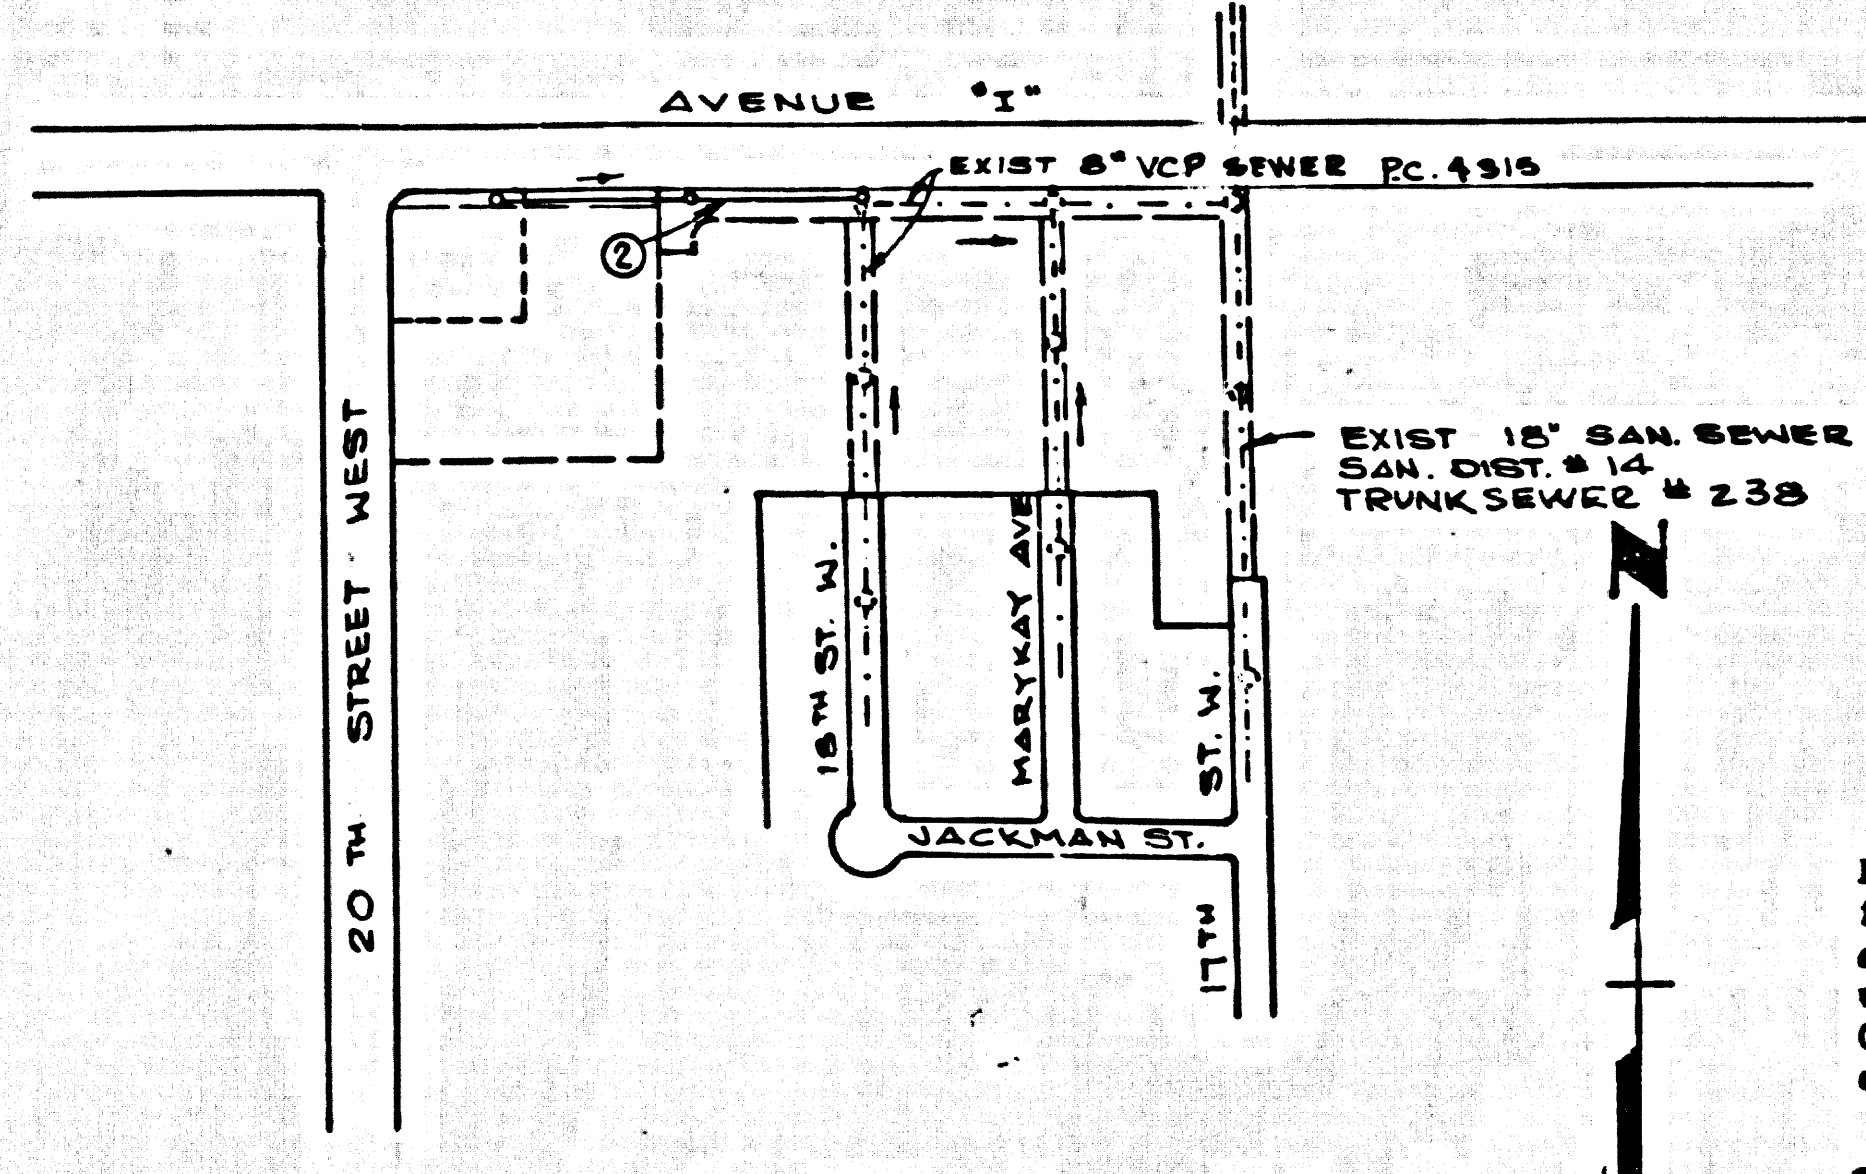 AVENUE "I"
EXIST 8" VCP SEWER P.C. 4315
2
EXIST 18" SAN. SEWER
SAN. DIST. # 14
TRUNK SEWER # 238
N
20TH STREET WEST
18TH ST. W.
MARYKAY AVE
17TH ST. W.
JACKMAN ST.